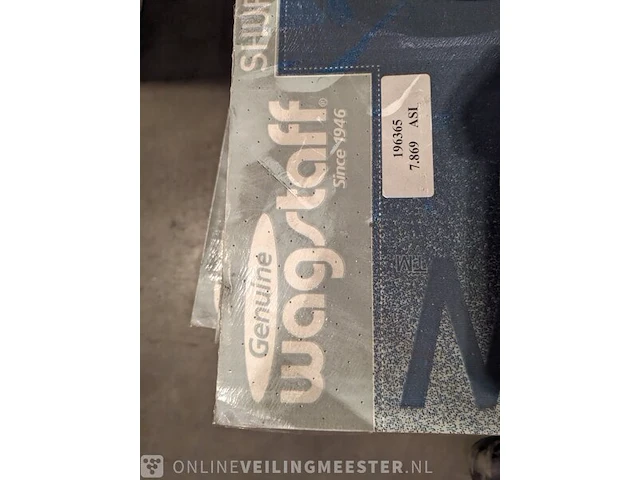 Genuine
wagstaff®
Since 1946
196365
7.869 ASI
ONLINEVEILINGMEESTER.NL